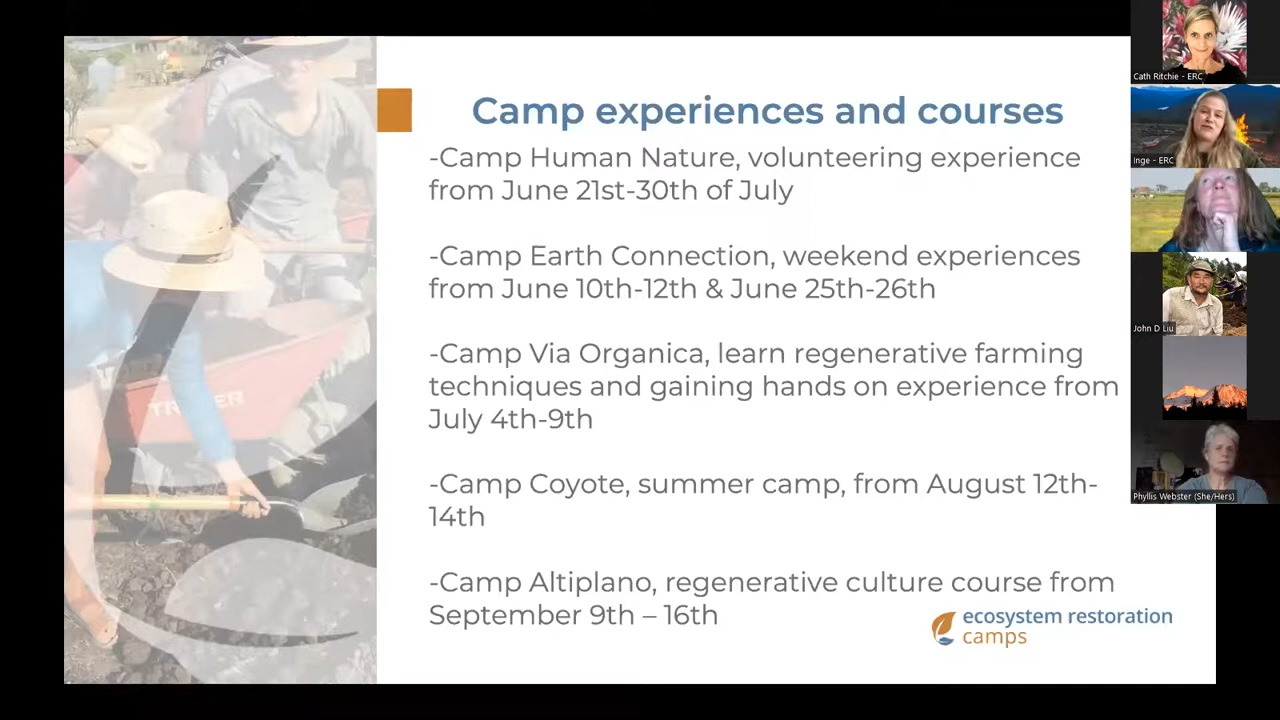 Camp experiences and courses
-Camp Human Nature, volunteering experience
from June 21st-30th of July
-Camp Earth Connection, weekend experiences
from June 10th-12th & June 25th-26th
-Camp Via Organica, learn regenerative farming
techniques and gaining hands on experience from
July 4th-9th
-Camp Coyote, summer camp, from August 12th-
14th
-Camp Altiplano, regenerative culture course from
September 9th – 16th
ecosystem restoration
camps
Cath Ritchie - ERC
Inge - ERC
John D Liu
Phyllis Webster (She/Hers)